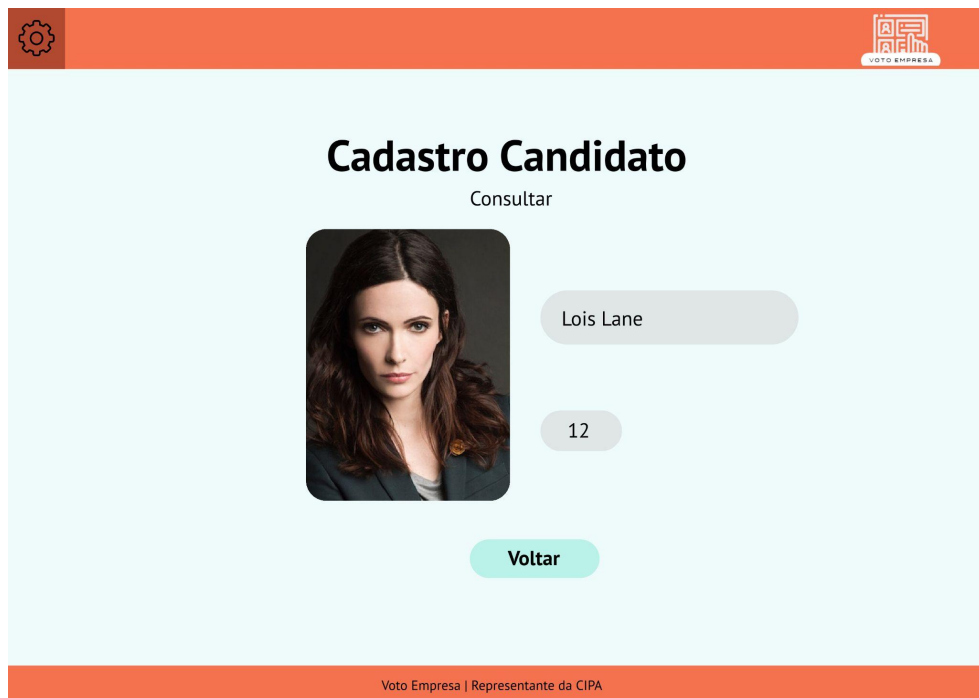 VOTO EMPRESA
Cadastro Candidato
Consultar
Lois Lane
12
Voltar
Voto Empresa | Representante da CIPA